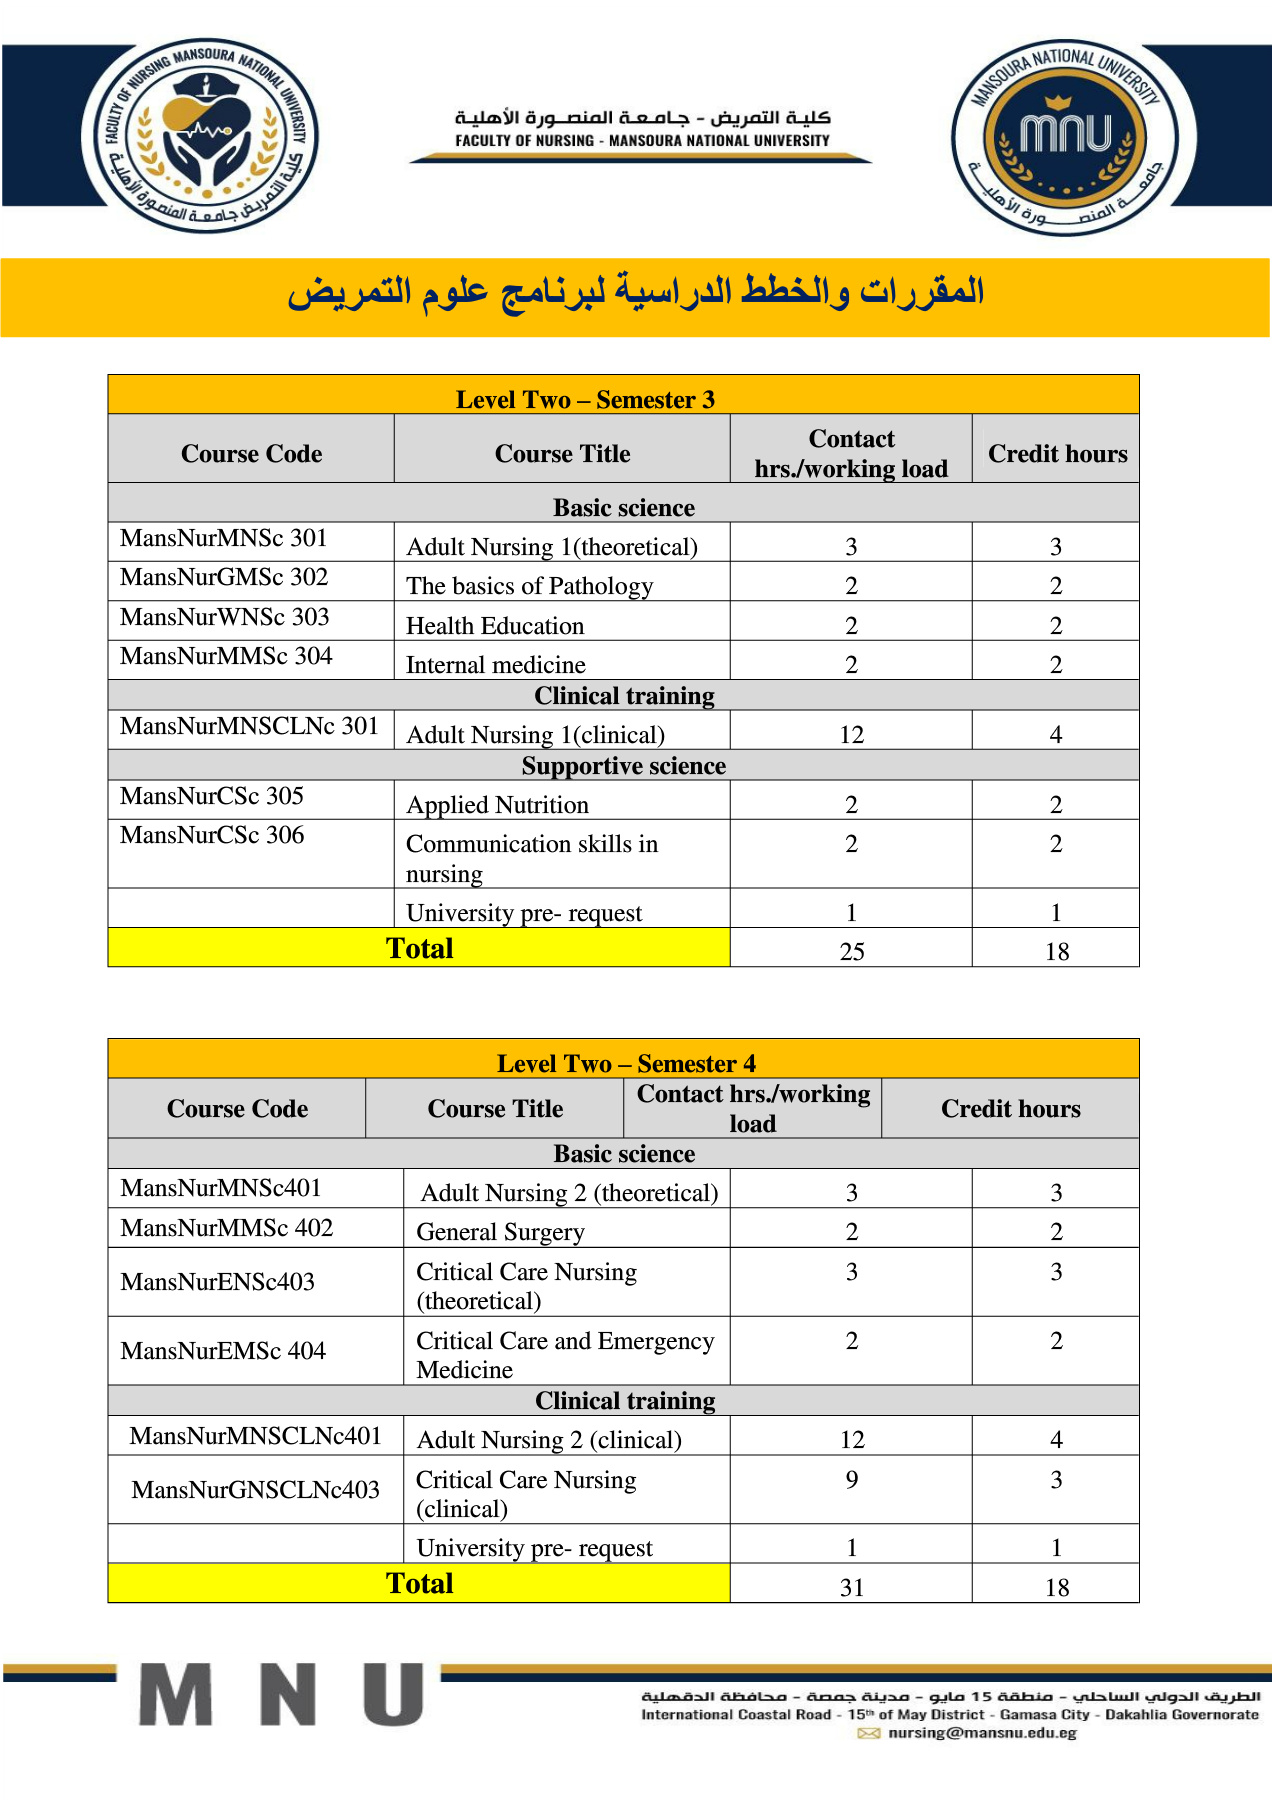 FACULTY OF NURSING MANSOURA NATIONAL UNIVERSITY
كلية التمريض جامعة المنصورة الأهلية
كلية التمريض - جامعة المنصورة الأهلية
FACULTY OF NURSING - MANSOURA NATIONAL UNIVERSITY
MANSOURA NATIONAL UNIVERSITY
mnu
جامعة المنصورة الأهلية
المقررات والخطط الدراسية لبرنامج علوم التمريض
Level Two – Semester 3
Course Code Course Title Contact hrs./working load Credit hours
Basic science
MansNurMNSc 301 Adult Nursing 1(theoretical) 3 3
MansNurGMSc 302 The basics of Pathology 2 2
MansNurWNSc 303 Health Education 2 2
MansNurMMSc 304 Internal medicine 2 2
Clinical training
MansNurMNSCLNc 301 Adult Nursing 1(clinical) 12 4
Supportive science
MansNurCSc 305 Applied Nutrition 2 2
MansNurCSc 306 Communication skills in nursing 2 2
University pre- request 1 1
Total 25 18
Level Two – Semester 4
Course Code Course Title Contact hrs./working load Credit hours
Basic science
MansNurMNSc401 Adult Nursing 2 (theoretical) 3 3
MansNurMMSc 402 General Surgery 2 2
MansNurENSc403 Critical Care Nursing (theoretical) 3 3
MansNurEMSc 404 Critical Care and Emergency Medicine 2 2
Clinical training
MansNurMNSCLNc401 Adult Nursing 2 (clinical) 12 4
MansNurGNSCLNc403 Critical Care Nursing (clinical) 9 3
University pre- request 1 1
Total 31 18
M N U
الطريق الدولي الساحلي - منطقة 15 مايو - مدينة جمصة - محافظة الدقهلية
International Coastal Road - 15th of May District - Gamasa City - Dakahlia Governorate
nursing@mansnu.edu.eg